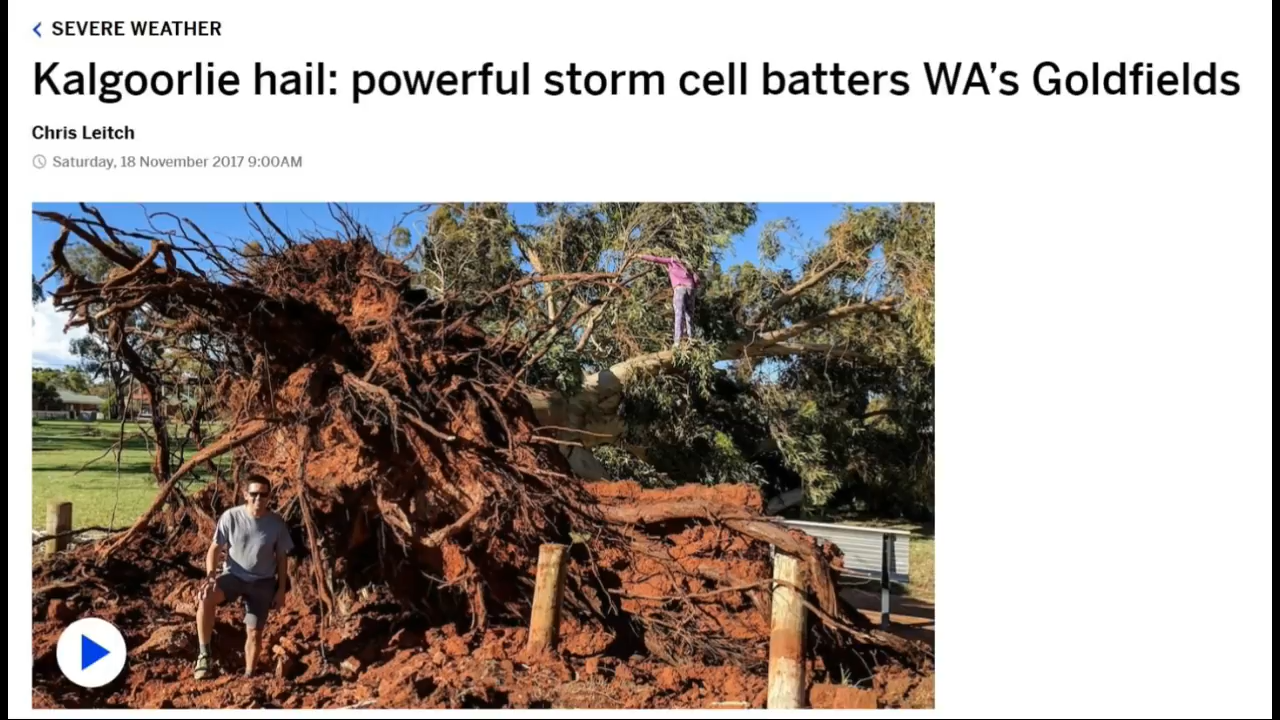 SEVERE WEATHER
Kalgoorlie hail: powerful storm cell batters WA’s Goldfields
Chris Leitch
Saturday, 18 November 2017 9:00AM